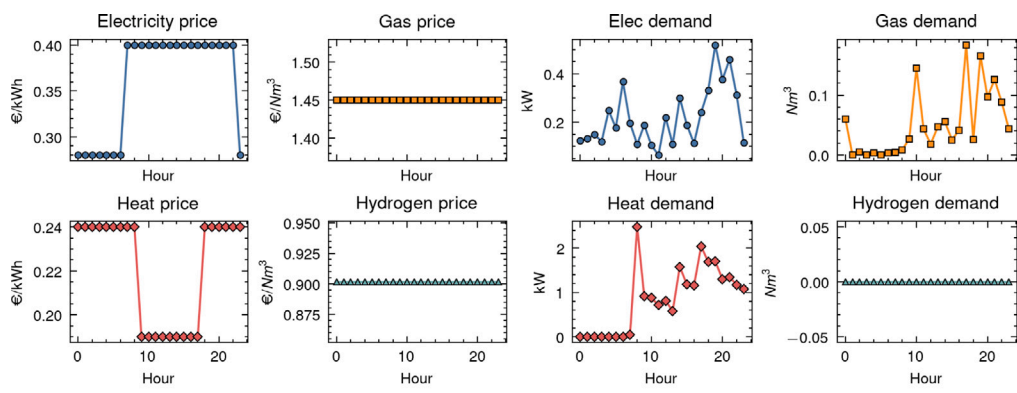 Electricity price
Gas price
Elec demand
Gas demand
€/kWh
0.40
0.35
0.30
Hour
€/Nm³
1.50
1.45
1.40
Hour
kW
0.4
0.2
Hour
Nm³
0.1
0.0
Hour
Heat price
Hydrogen price
Heat demand
Hydrogen demand
€/kWh
0.24
0.22
0.20
0 10 20
Hour
€/Nm³
0.950
0.925
0.900
0.875
0 10 20
Hour
kW
2
1
0
0 10 20
Hour
Nm³
0.05
0.00
−0.05
0 10 20
Hour